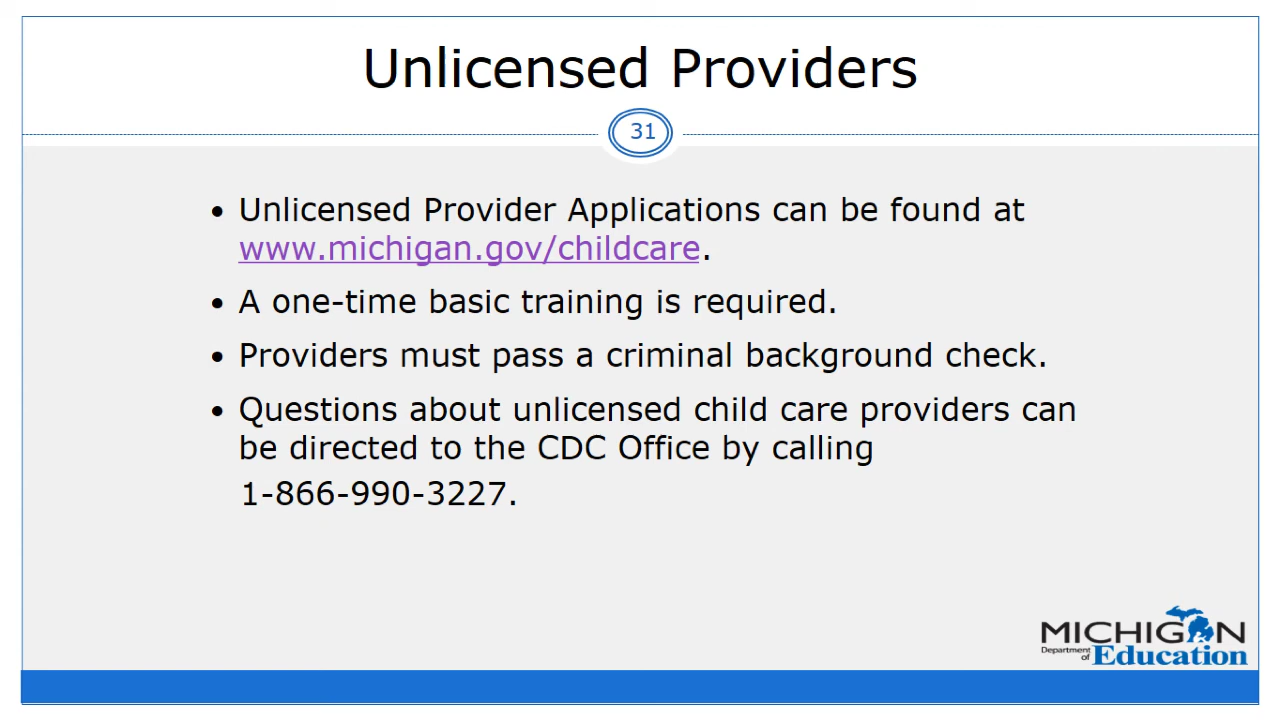 Unlicensed Providers
31
• Unlicensed Provider Applications can be found at
www.michigan.gov/childcare.
• A one-time basic training is required.
• Providers must pass a criminal background check.
• Questions about unlicensed child care providers can
be directed to the CDC Office by calling
1-866-990-3227.
MICHIGAN
Department
of Education